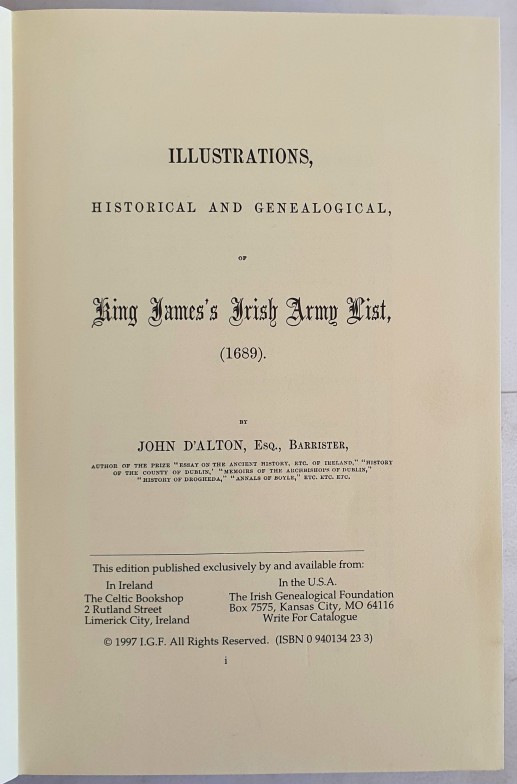 ILLUSTRATIONS,
HISTORICAL AND GENEALOGICAL,
OF
King James's Irish Army List,
(1689).
BY
JOHN D'ALTON, ESQ., BARRISTER,
AUTHOR OF THE PRIZE "ESSAY ON THE ANCIENT HISTORY, ETC. OF IRELAND," "HISTORY
OF THE COUNTY OF DUBLIN,' "MEMOIRS OF THE ARCHBISHOPS OF DUBLIN,"
"HISTORY OF DROGHEDA," "ANNALS OF BOYLE," ETC. ETC. ETC.
This edition published exclusively by and available from:
In Ireland
The Celtic Bookshop
2 Rutland Street
Limerick City, Ireland
In the U.S.A.
The Irish Genealogical Foundation
Box 7575, Kansas City, MO 64116
Write For Catalogue
© 1997 I.G.F. All Rights Reserved. (ISBN 0 940134 23 3)
i